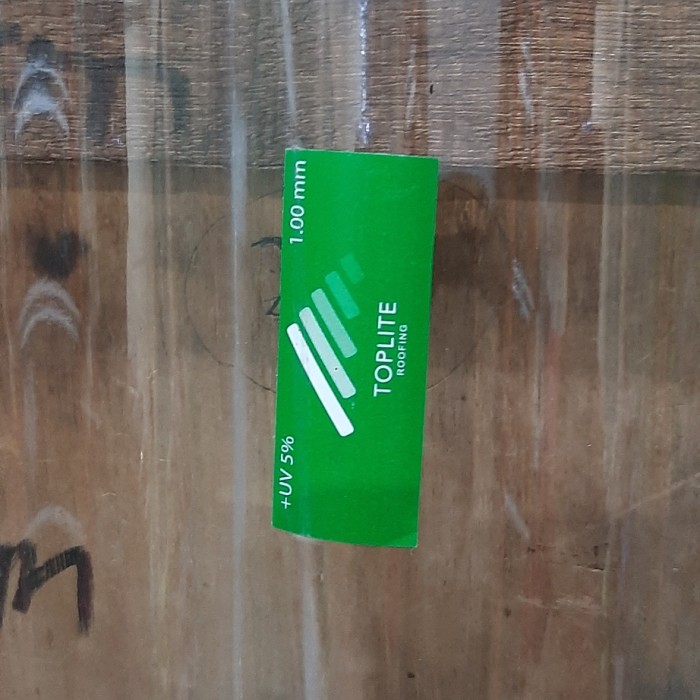 +UV 5%
1.00 mm
TOPLITE
ROOFING